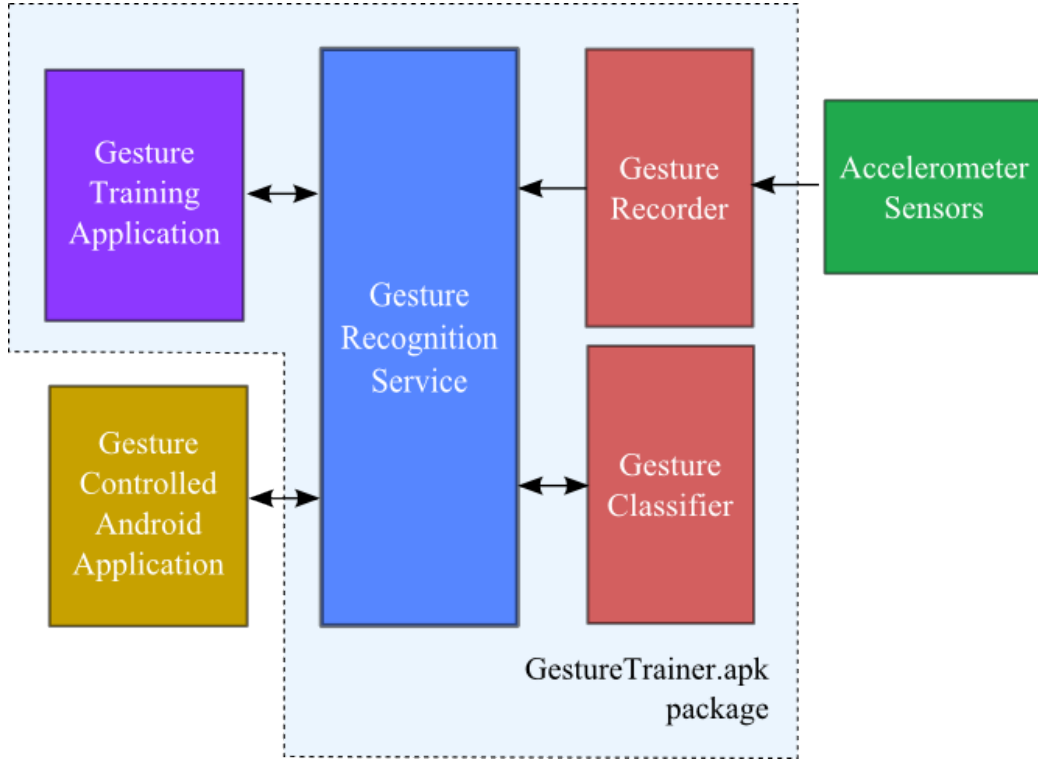 Gesture
Training
Application
Gesture
Recognition
Service
Gesture
Recorder
Accelerometer
Sensors
Gesture
Controlled
Android
Application
Gesture
Classifier
GestureTrainer.apk
package